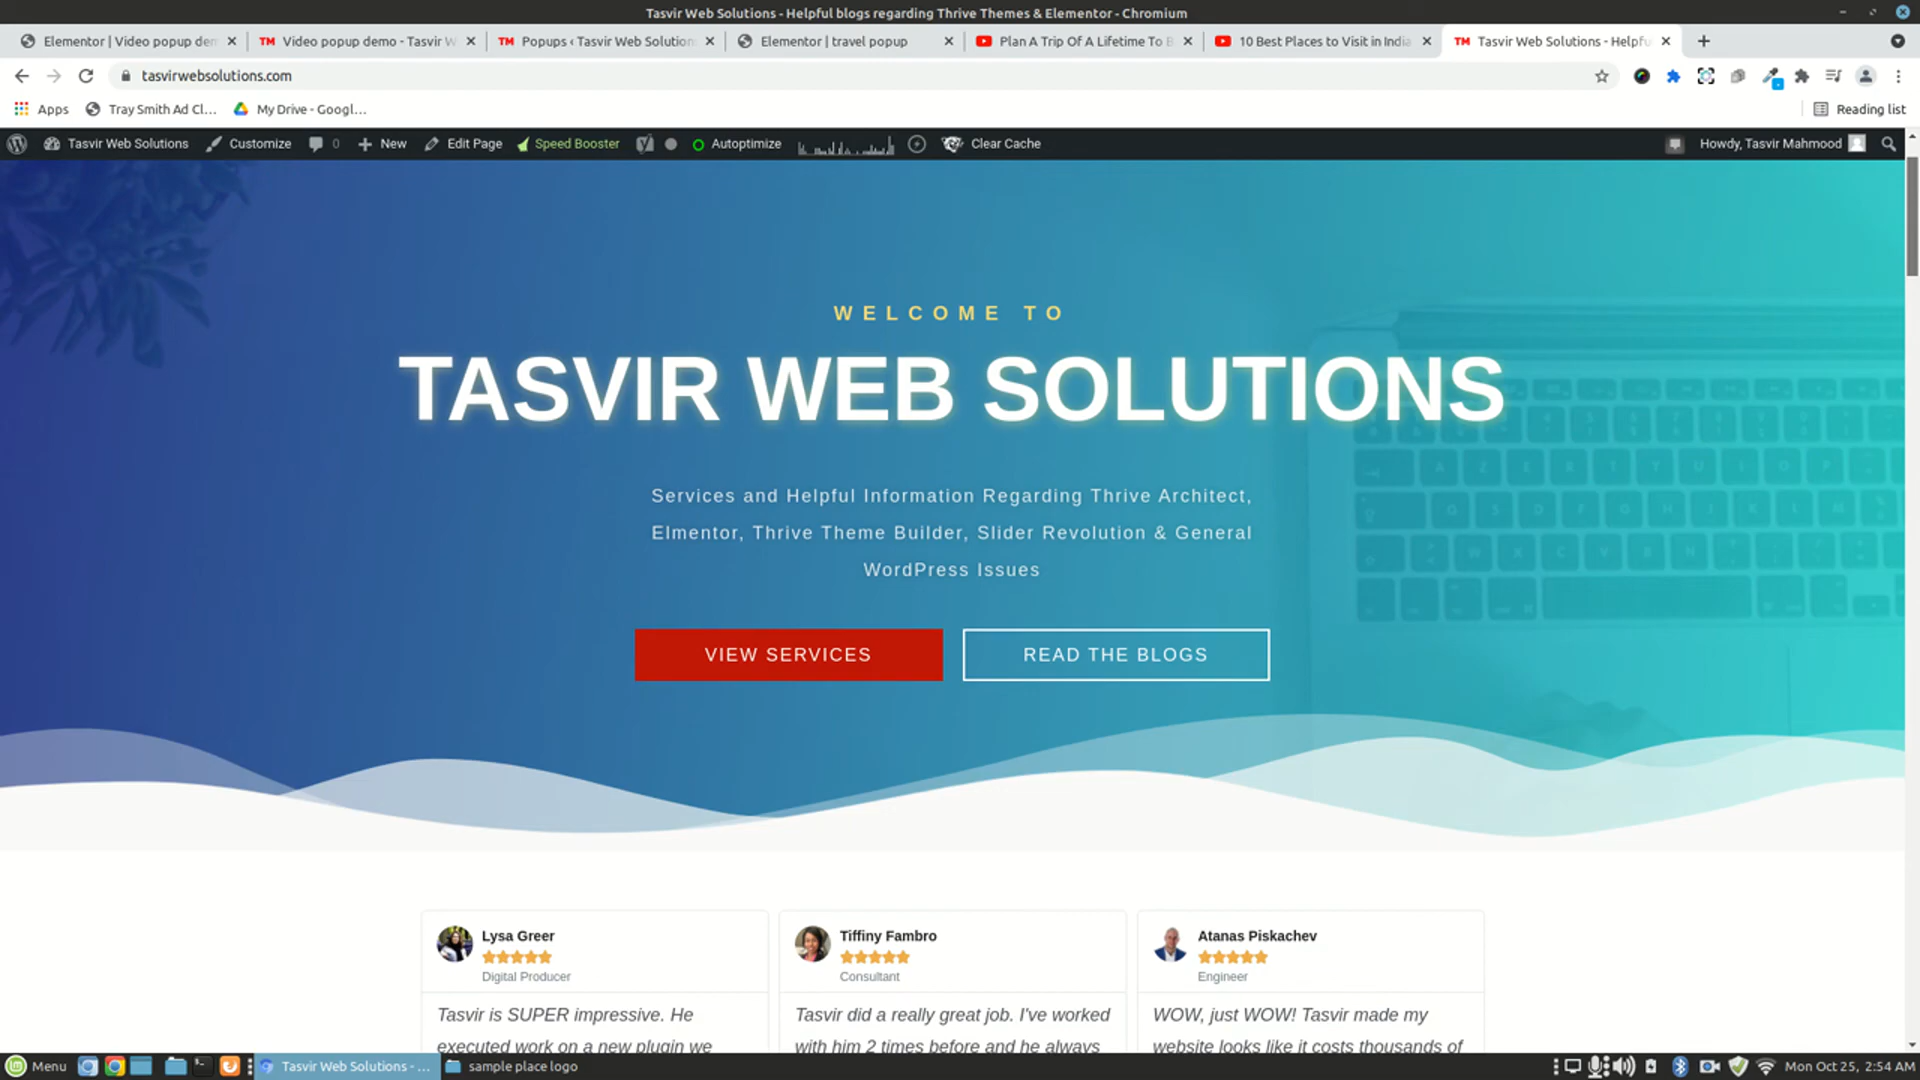 Tasvir Web Solutions - Helpful blogs regarding Thrive Themes & Elementor - Chromium
Elementor | Video popup den
Video popup demo - Tasvir W
Popups ‹ Tasvir Web Solution
Elementor | travel popup
Plan A Trip Of A Lifetime To B
10 Best Places to Visit in India
Tasvir Web Solutions - Helpfu
tasvirwebsolutions.com
Apps
Tray Smith Ad Cl...
My Drive - Googl...
Reading list
Tasvir Web Solutions
Customize
0
New
Edit Page
Speed Booster
Autoptimize
Clear Cache
Howdy, Tasvir Mahmood
WELCOME TO
TASVIR WEB SOLUTIONS
Services and Helpful Information Regarding Thrive Architect,
Elmentor, Thrive Theme Builder, Slider Revolution & General
WordPress Issues
VIEW SERVICES
READ THE BLOGS
Lysa Greer
Digital Producer
Tasvir is SUPER impressive. He
executed work on a new plugin we
Tiffiny Fambro
Consultant
Tasvir did a really great job. I've worked
with him 2 times before and he always
Atanas Piskachev
Engineer
WOW, just WOW! Tasvir made my
website looks like it costs thousands of
Menu
Tasvir Web Solutions - ...
sample place logo
Mon Oct 25, 2:54 AM